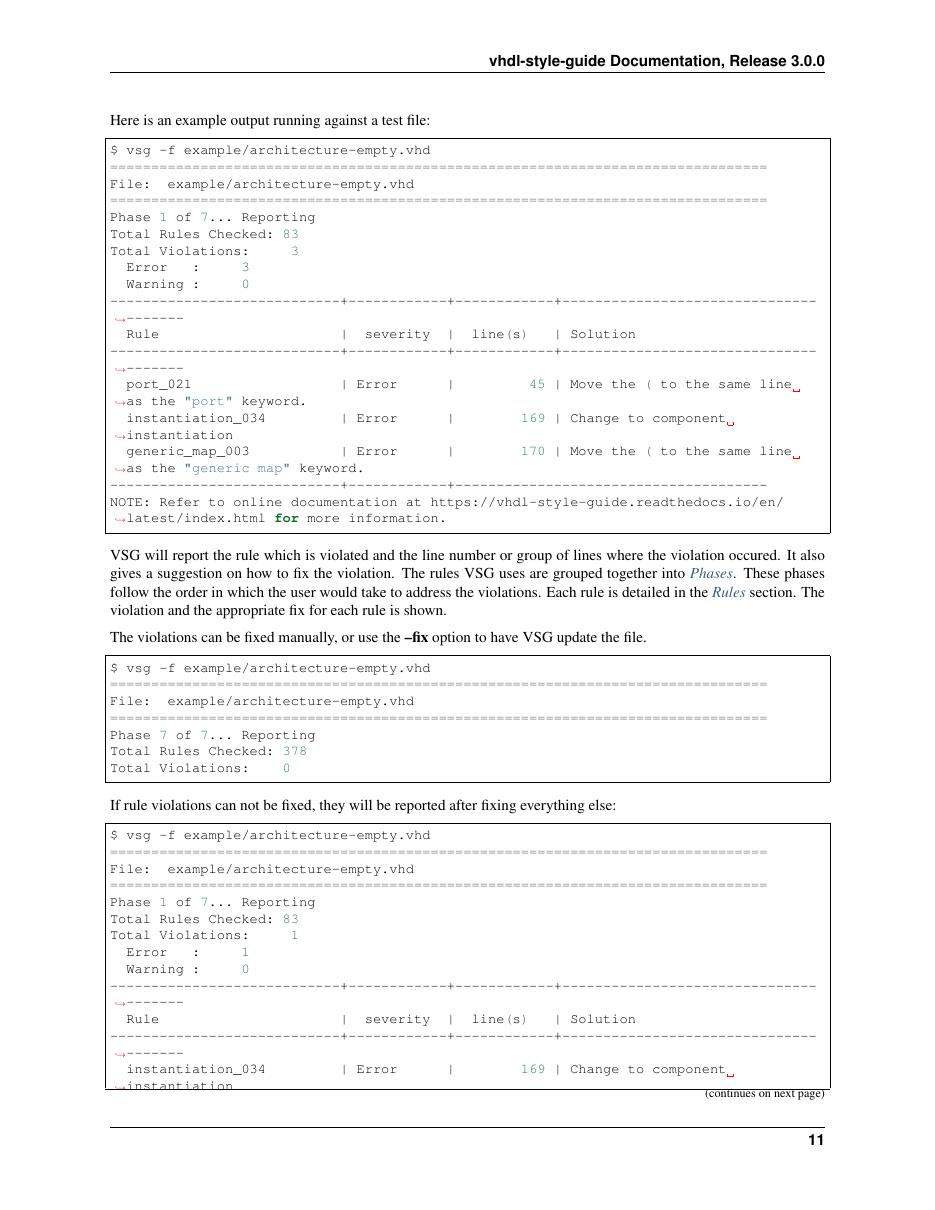 vhdl-style-guide Documentation, Release 3.0.0
Here is an example output running against a test file:
$ vsg -f example/architecture-empty.vhd
================================================================================
File:  example/architecture-empty.vhd
================================================================================
Phase 1 of 7... Reporting
Total Rules Checked: 83
Total Violations:     3
  Error   :     3
  Warning :     0
----------------------------+------------+------------+-------------------------------
↪-------
  Rule                      |  severity  |  line(s)   | Solution
----------------------------+------------+------------+-------------------------------
↪-------
  port_021                  | Error      |         45 | Move the ( to the same line␣
↪as the "port" keyword.
  instantiation_034         | Error      |        169 | Change to component␣
↪instantiation
  generic_map_003           | Error      |        170 | Move the ( to the same line␣
↪as the "generic map" keyword.
----------------------------+------------+------------+-------------------------
NOTE: Refer to online documentation at https://vhdl-style-guide.readthedocs.io/en/
↪latest/index.html for more information.
VSG will report the rule which is violated and the line number or group of lines where the violation occured. It also
gives a suggestion on how to fix the violation. The rules VSG uses are grouped together into Phases. These phases
follow the order in which the user would take to address the violations. Each rule is detailed in the Rules section. The
violation and the appropriate fix for each rule is shown.
The violations can be fixed manually, or use the –fix option to have VSG update the file.
$ vsg -f example/architecture-empty.vhd
================================================================================
File:  example/architecture-empty.vhd
================================================================================
Phase 7 of 7... Reporting
Total Rules Checked: 378
Total Violations:    0
If rule violations can not be fixed, they will be reported after fixing everything else:
$ vsg -f example/architecture-empty.vhd
================================================================================
File:  example/architecture-empty.vhd
================================================================================
Phase 1 of 7... Reporting
Total Rules Checked: 83
Total Violations:     1
  Error   :     1
  Warning :     0
----------------------------+------------+------------+-------------------------------
↪-------
  Rule                      |  severity  |  line(s)   | Solution
----------------------------+------------+------------+-------------------------------
↪-------
  instantiation_034         | Error      |        169 | Change to component␣
↪instantiation
(continues on next page)
11